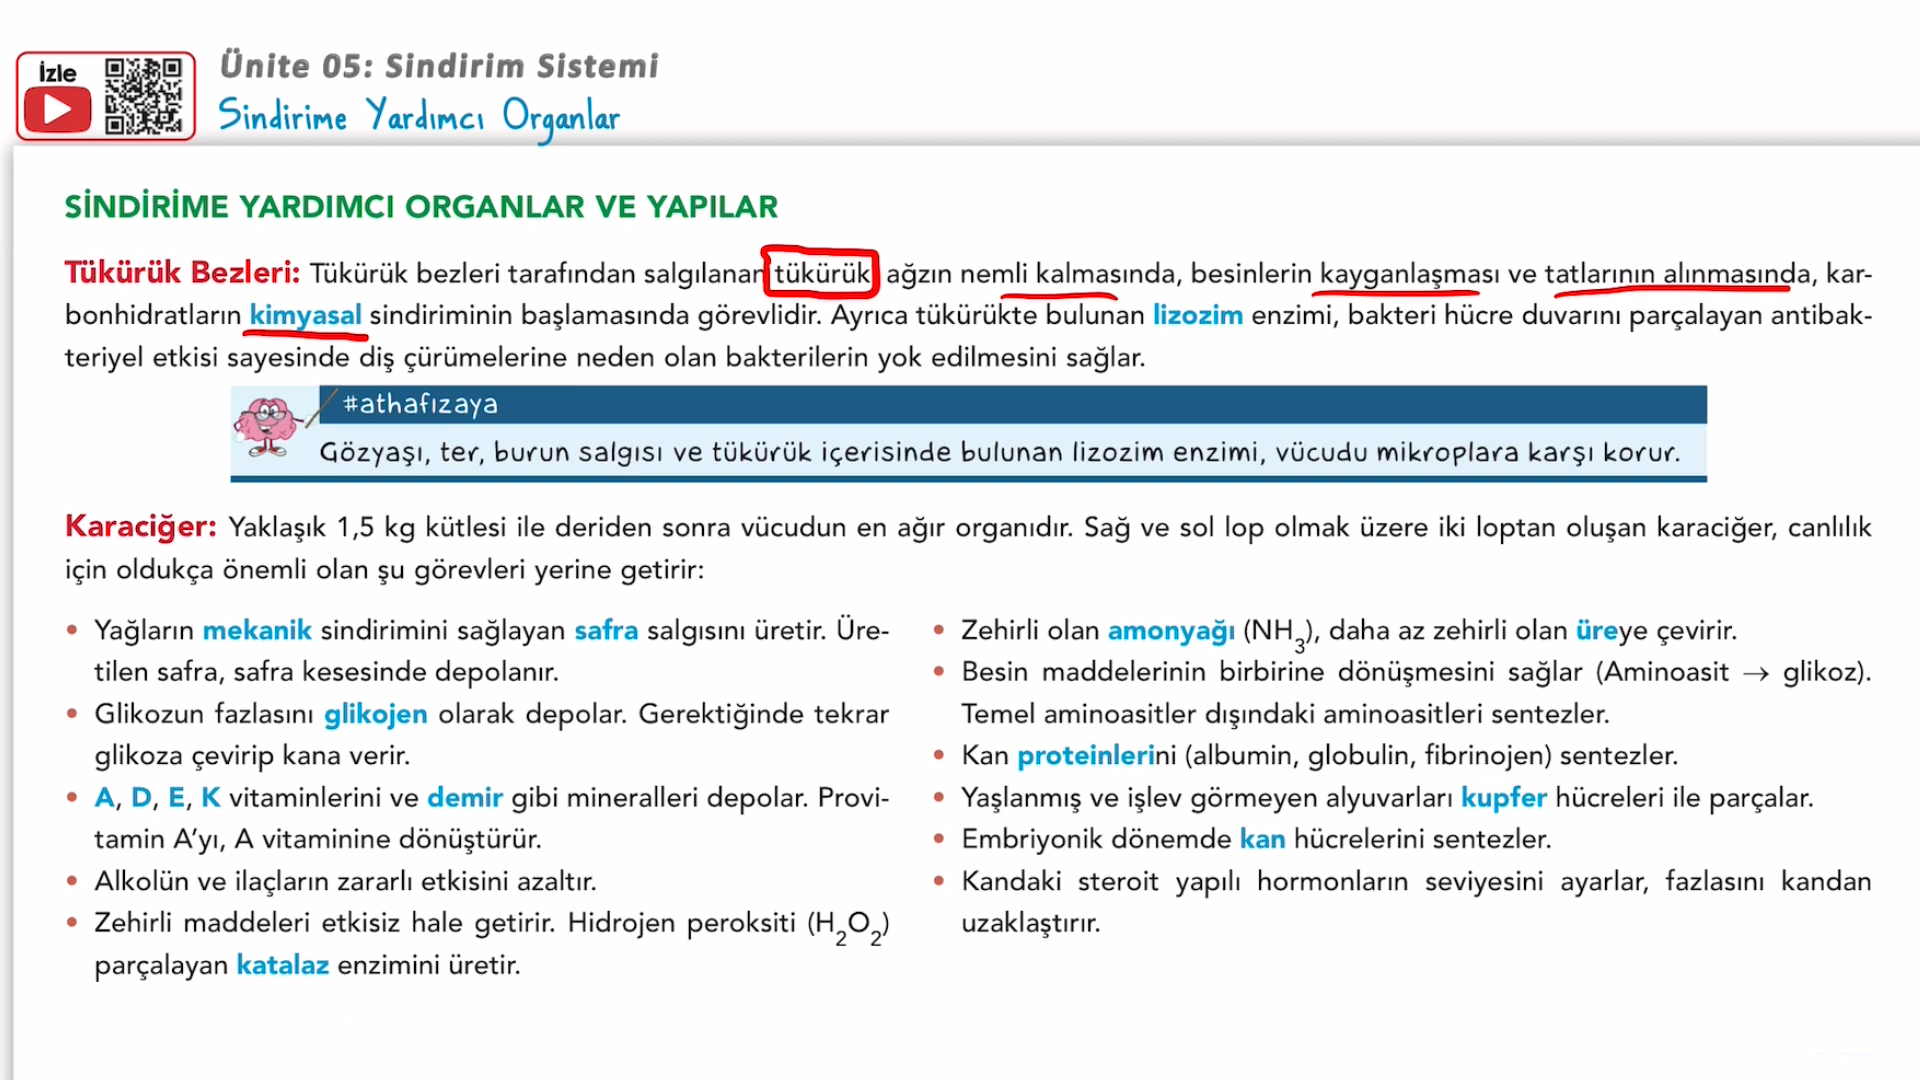 İzle
Ünite 05: Sindirim Sistemi
Sindirime Yardımcı Organlar
SİNDİRİME YARDIMCI ORGANLAR VE YAPILAR
Tükürük Bezleri: Tükürük bezleri tarafından salgılanan tükürük ağzın nemli kalmasında, besinlerin kayganlaşması ve tatlarının alınmasında, kar-
bonhidratların kimyasal sindiriminin başlamasında görevlidir. Ayrıca tükürükte bulunan lizozim enzimi, bakteri hücre duvarını parçalayan antibak-
teriyel etkisi sayesinde diş çürümelerine neden olan bakterilerin yok edilmesini sağlar.
#athafızaya
Gözyaşı, ter, burun salgısı ve tükürük içerisinde bulunan lizozim enzimi, vücudu mikroplara karşı korur.
Karaciğer: Yaklaşık 1,5 kg kütlesi ile deriden sonra vücudun en ağır organıdır. Sağ ve sol lop olmak üzere iki loptan oluşan karaciğer, canlılık
için oldukça önemli olan şu görevleri yerine getirir:
• Yağların mekanik sindirimini sağlayan safra salgısını üretir. Üre-
tilen safra, safra kesesinde depolanır.
• Glikozun fazlasını glikojen olarak depolar. Gerektiğinde tekrar
glikoza çevirip kana verir.
• A, D, E, K vitaminlerini ve demir gibi mineralleri depolar. Provi-
tamin A'yı, A vitaminine dönüştürür.
• Alkolün ve ilaçların zararlı etkisini azaltır.
• Zehirli maddeleri etkisiz hale getirir. Hidrojen peroksiti (H₂O₂)
parçalayan katalaz enzimini üretir.
• Zehirli olan amonyağı (NH₃), daha az zehirli olan üreye çevirir.
• Besin maddelerinin birbirine dönüşmesini sağlar (Aminoasit → glikoz).
Temel aminoasitler dışındaki aminoasitleri sentezler.
• Kan proteinlerini (albumin, globulin, fibrinojen) sentezler.
• Yaşlanmış ve işlev görmeyen alyuvarları kupfer hücreleri ile parçalar.
• Embriyonik dönemde kan hücrelerini sentezler.
• Kandaki steroit yapılı hormonların seviyesini ayarlar, fazlasını kandan
uzaklaştırır.